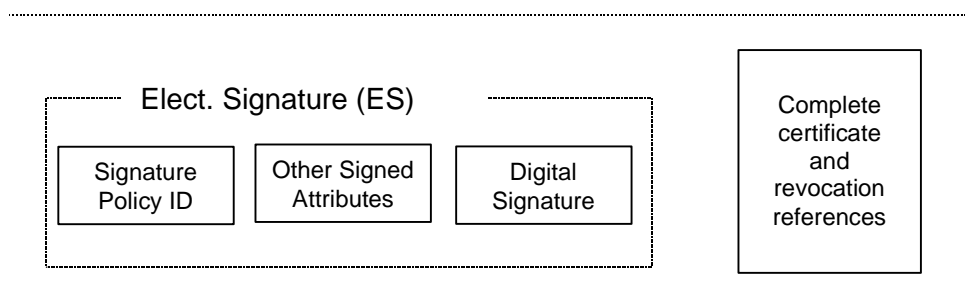 Elect. Signature (ES)
Signature
Policy ID
Other Signed
Attributes
Digital
Signature
Complete
certificate
and
revocation
references